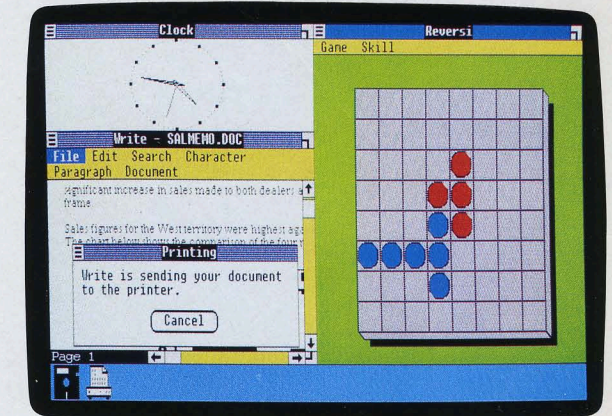 Clock
Write - SALMEMO.DOC
File Edit Search Character
Paragraph Document
significant increase in sales made to both dealers a
frame.
Sales figures for the West territory were highest aga
The chart below shows the comparison of the four r
Printing
Write is sending your document
to the printer.
Cancel
Page 1
Reversi
Game Skill